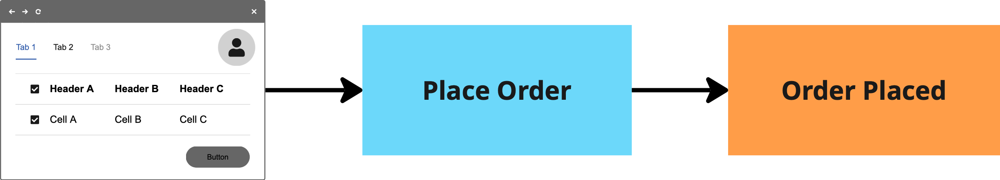 Tab 1 Tab 2 Tab 3
Header A Header B Header C
Cell A Cell B Cell C
Button
Place Order
Order Placed